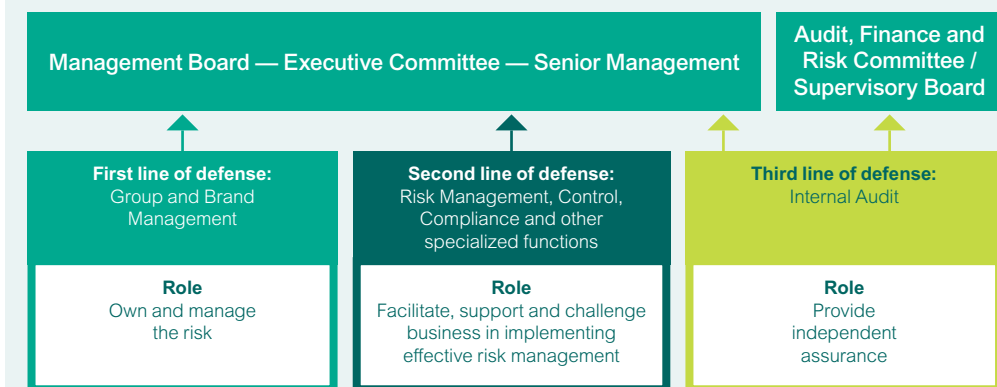 Management Board — Executive Committee — Senior Management
Audit, Finance and
Risk Committee /
Supervisory Board
First line of defense:
Group and Brand
Management
Role
Own and manage
the risk
Second line of defense:
Risk Management, Control,
Compliance and other
specialized functions
Role
Facilitate, support and challenge
business in implementing
effective risk management
Third line of defense:
Internal Audit
Role
Provide
independent
assurance